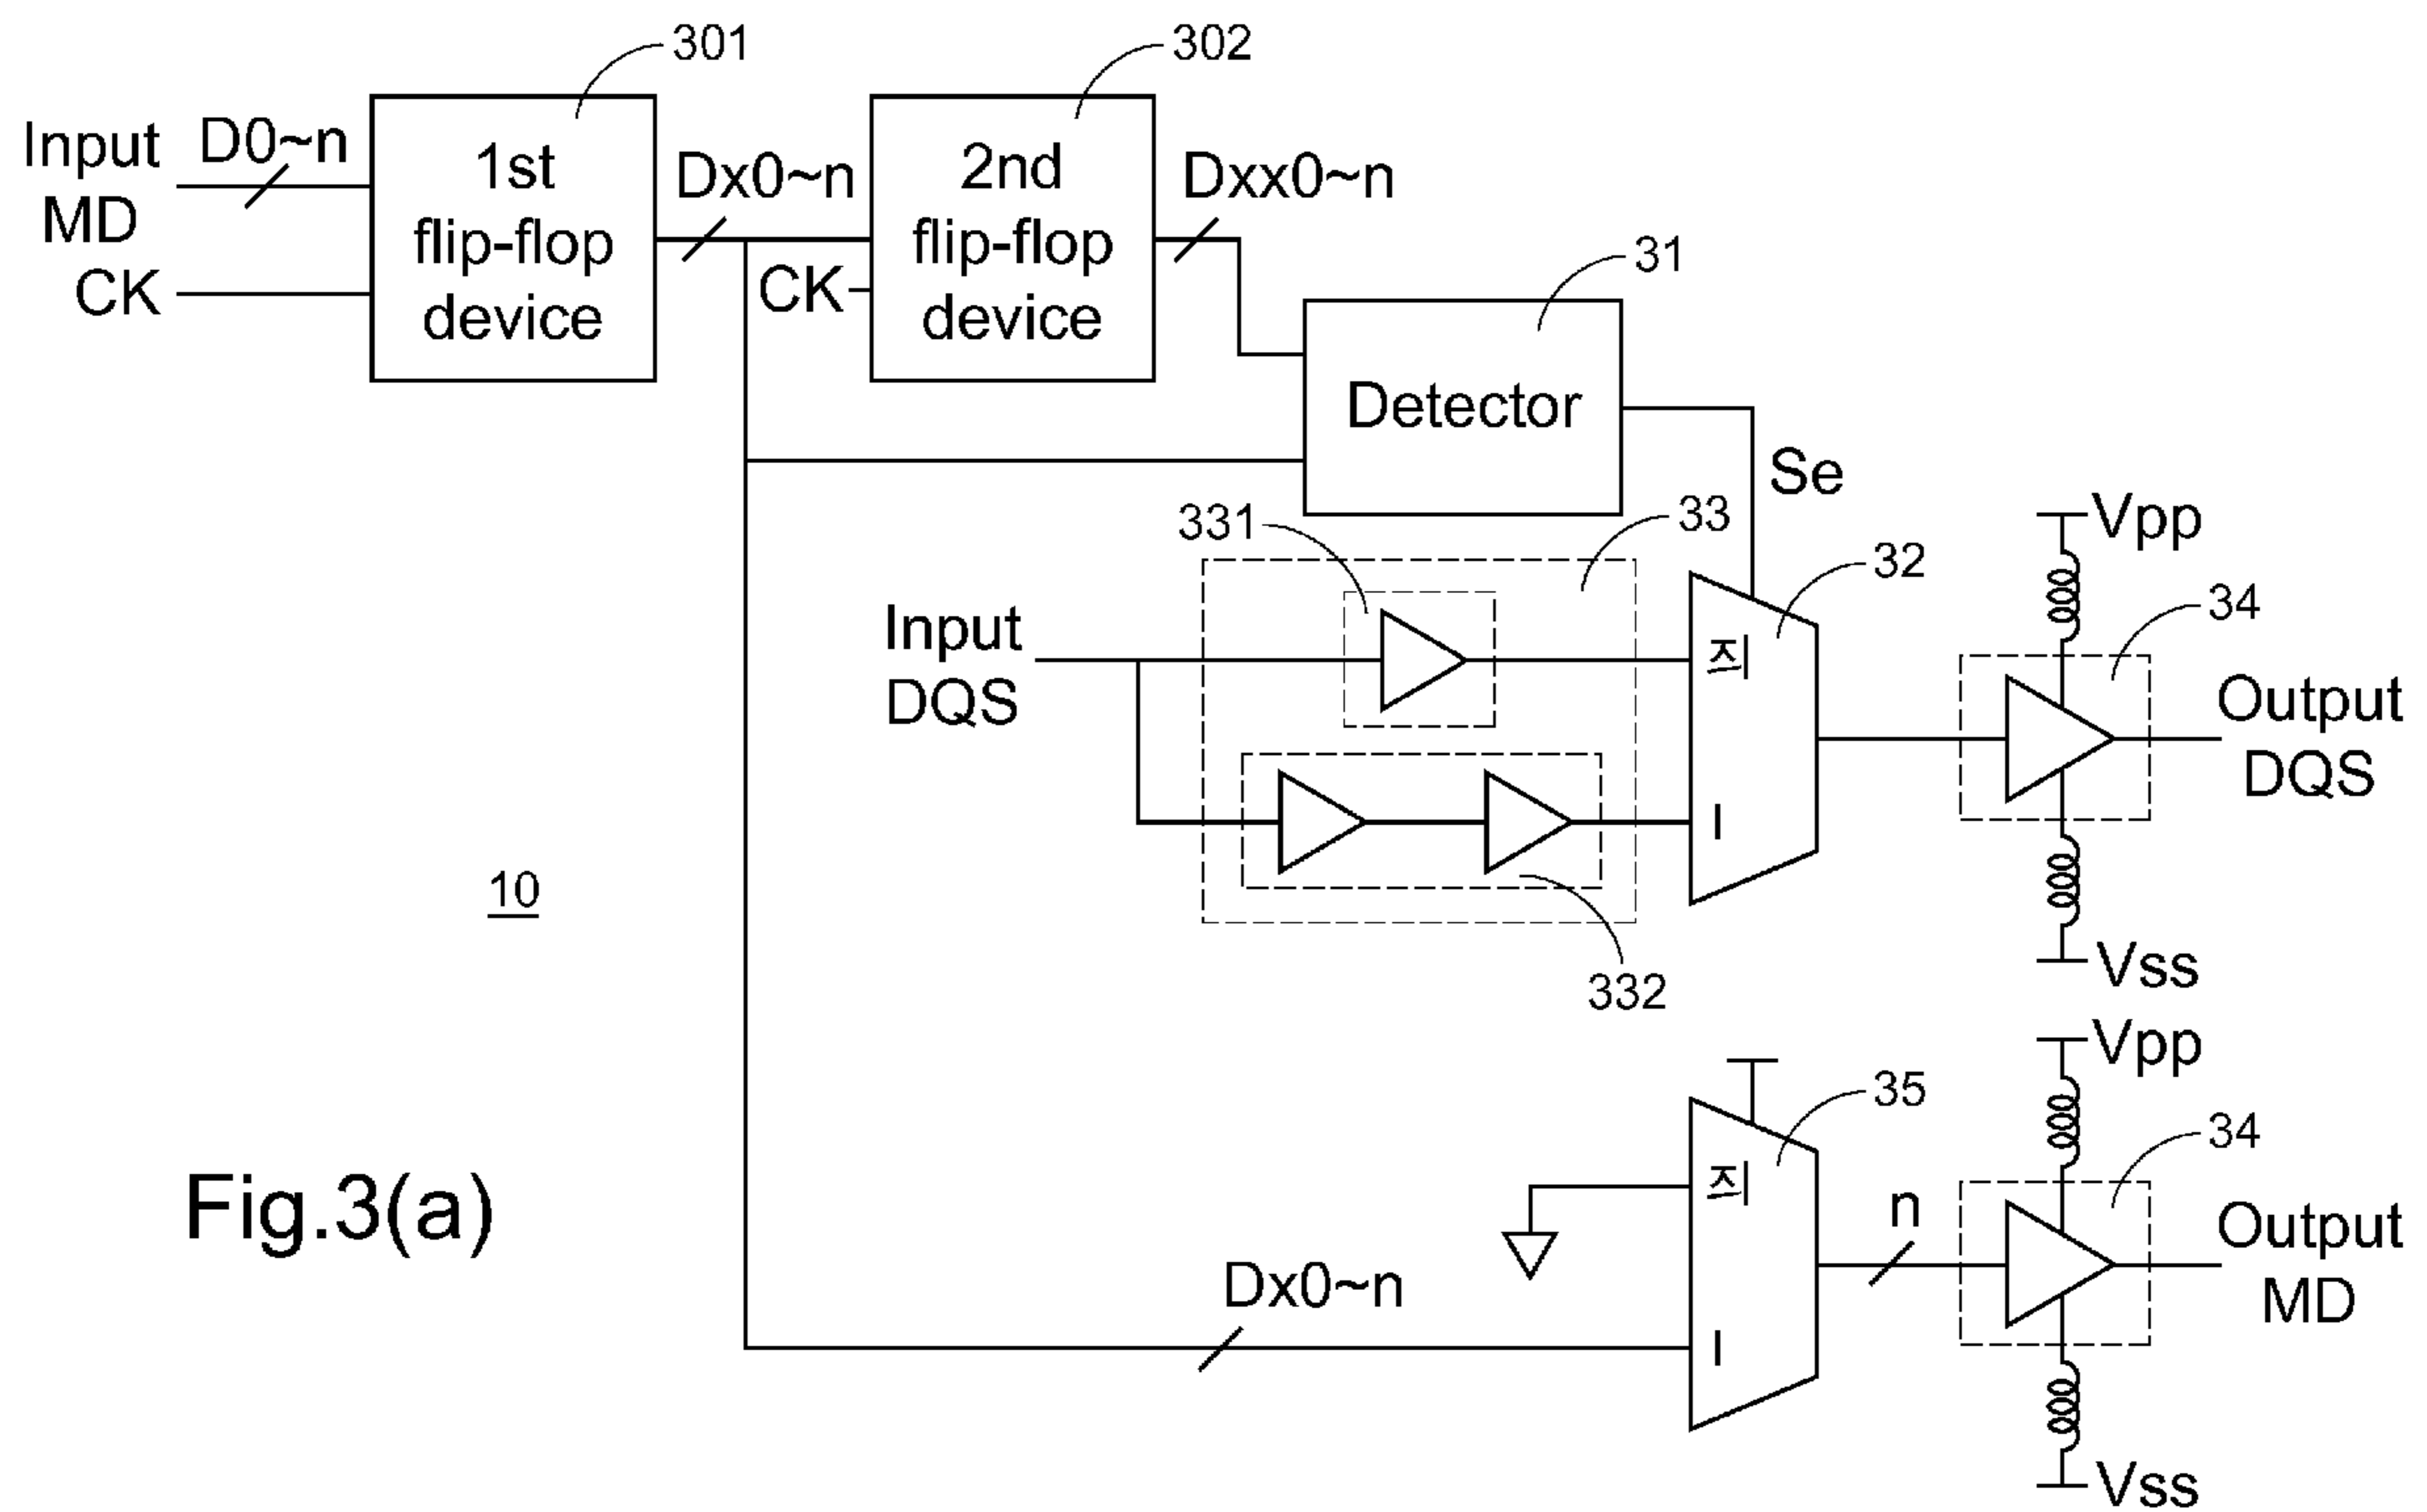 301
302
Input
MD
D0~n
CK
1st
flip-flop
device
Dx0~n
CK
2nd
flip-flop
device
Dxx0~n
31
Detector
Se
331
33
32
Input
DQS
직
I
332
Vpp
34
Output
DQS
Vss
10
Vpp
35
직
I
n
34
Output
MD
Vss
Dx0~n
Fig.3(a)